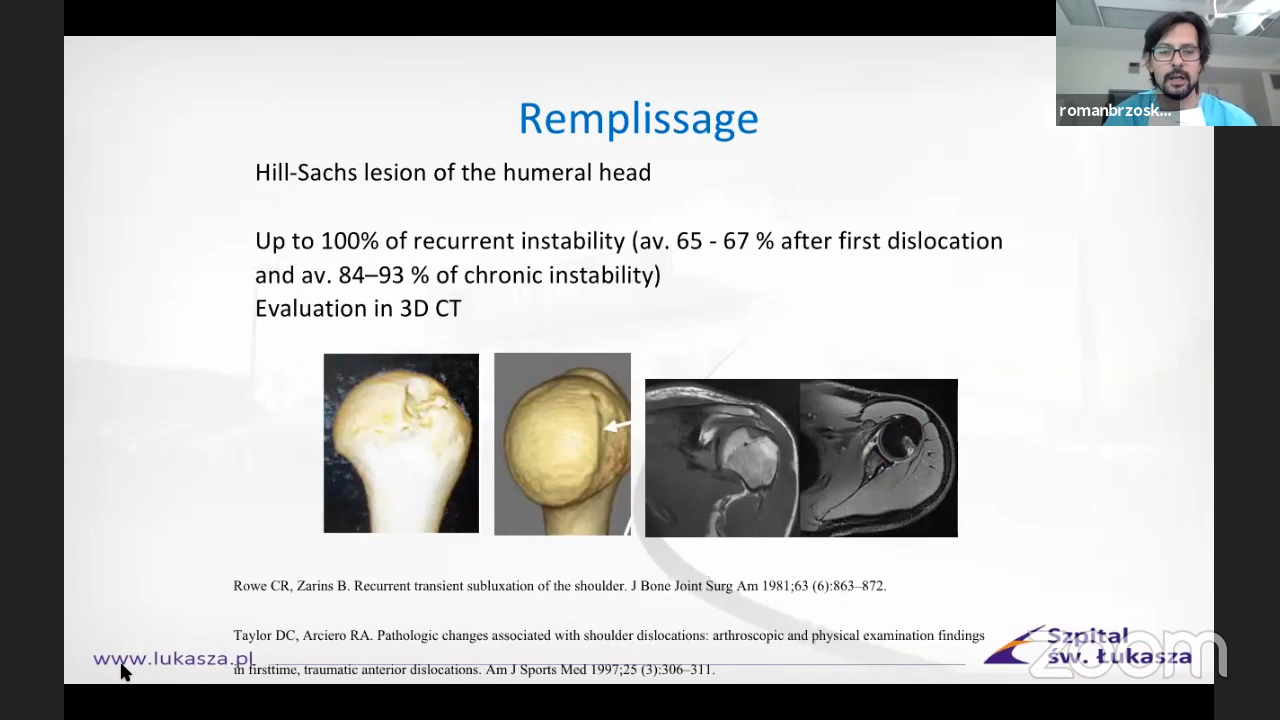 romanbrzosk...
Remplissage
Hill-Sachs lesion of the humeral head
Up to 100% of recurrent instability (av. 65 - 67 % after first dislocation
and av. 84–93 % of chronic instability)
Evaluation in 3D CT
Rowe CR, Zarins B. Recurrent transient subluxation of the shoulder. J Bone Joint Surg Am 1981;63 (6):863–872.
Taylor DC, Arciero RA. Pathologic changes associated with shoulder dislocations: arthroscopic and physical examination findings
in firsttime, traumatic anterior dislocations. Am J Sports Med 1997;25 (3):306–311.
www.lukasza.pl
Szpital
św. Łukasza
zoom